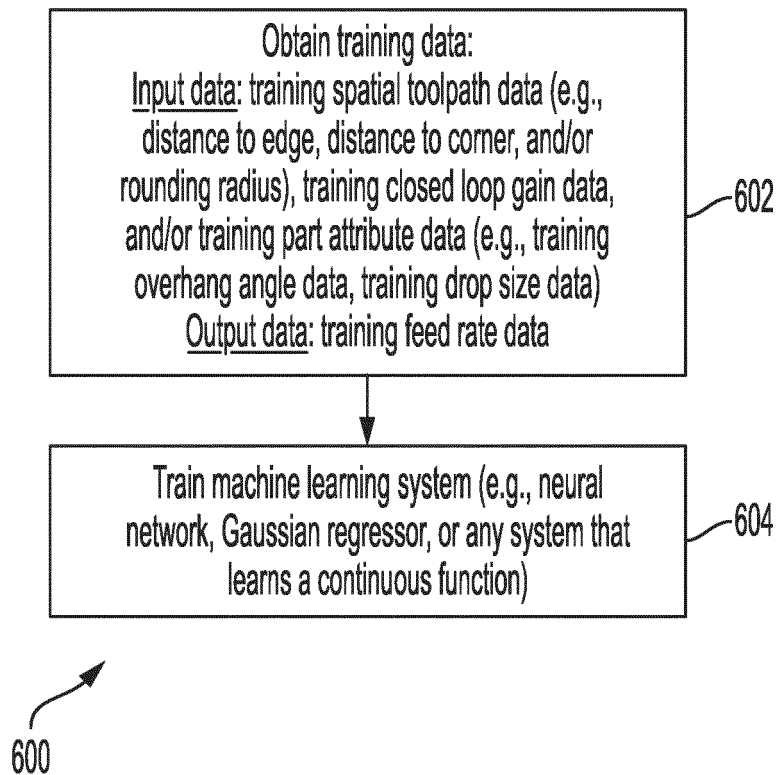 Obtain training data:
Input data: training spatial toolpath data (e.g.,
distance to edge, distance to corner, and/or
rounding radius), training closed loop gain data,
and/or training part attribute data (e.g., training
overhang angle data, training drop size data)
Output data: training feed rate data
602
Train machine learning system (e.g., neural
network, Gaussian regressor, or any system that
learns a continuous function)
604
600